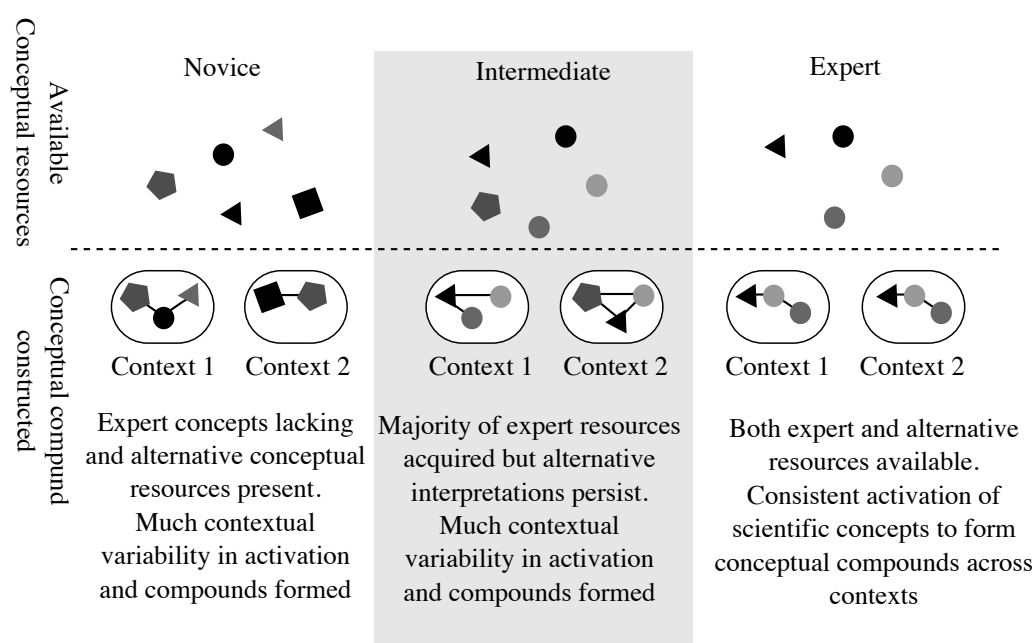 Novice
Intermediate
Expert
Available
Conceptual resources
Conceptual compund
constructed
Context 1
Context 2
Context 1
Context 2
Context 1
Context 2
Expert concepts lacking
and alternative conceptual
resources present.
Much contextual
variability in activation
and compounds formed
Majority of expert resources
acquired but alternative
interpretations persist.
Much contextual
variability in activation
and compounds formed
Both expert and alternative
resources available.
Consistent activation of
scientific concepts to form
conceptual compounds across
contexts